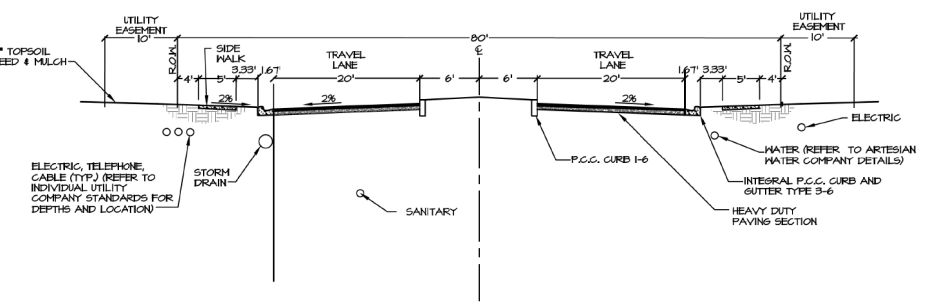 UTILITY
EASEMENT
10'
80'
UTILITY
EASEMENT
10'
" TOPSOIL
EED & MULCH
R.O.W.
SIDE
WALK
TRAVEL
LANE
℄
TRAVEL
LANE
R.O.W.
4' 5' 3.33' 1.67' 20' 6' 6' 20' 1.67' 3.33' 5' 4'
2% 2% 2%
ELECTRIC
WATER (REFER TO ARTESIAN
WATER COMPANY DETAILS)
P.C.C. CURB 1-6
ELECTRIC, TELEPHONE,
CABLE (TYP.) (REFER TO
INDIVIDUAL UTILITY
COMPANY STANDARDS FOR
DEPTHS AND LOCATION)
STORM
DRAIN
SANITARY
INTEGRAL P.C.C. CURB AND
GUTTER TYPE 3-6
HEAVY DUTY
PAVING SECTION